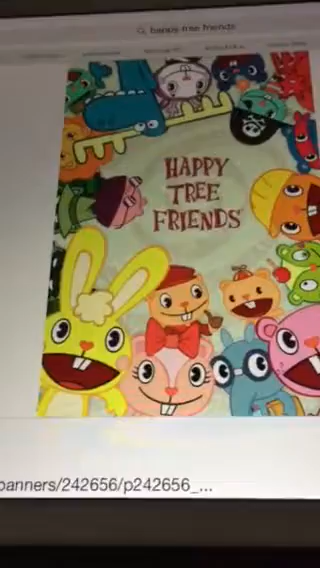 happy tree friends
HAPPY
TREE
FRIENDS
banners/242656/p242656_...